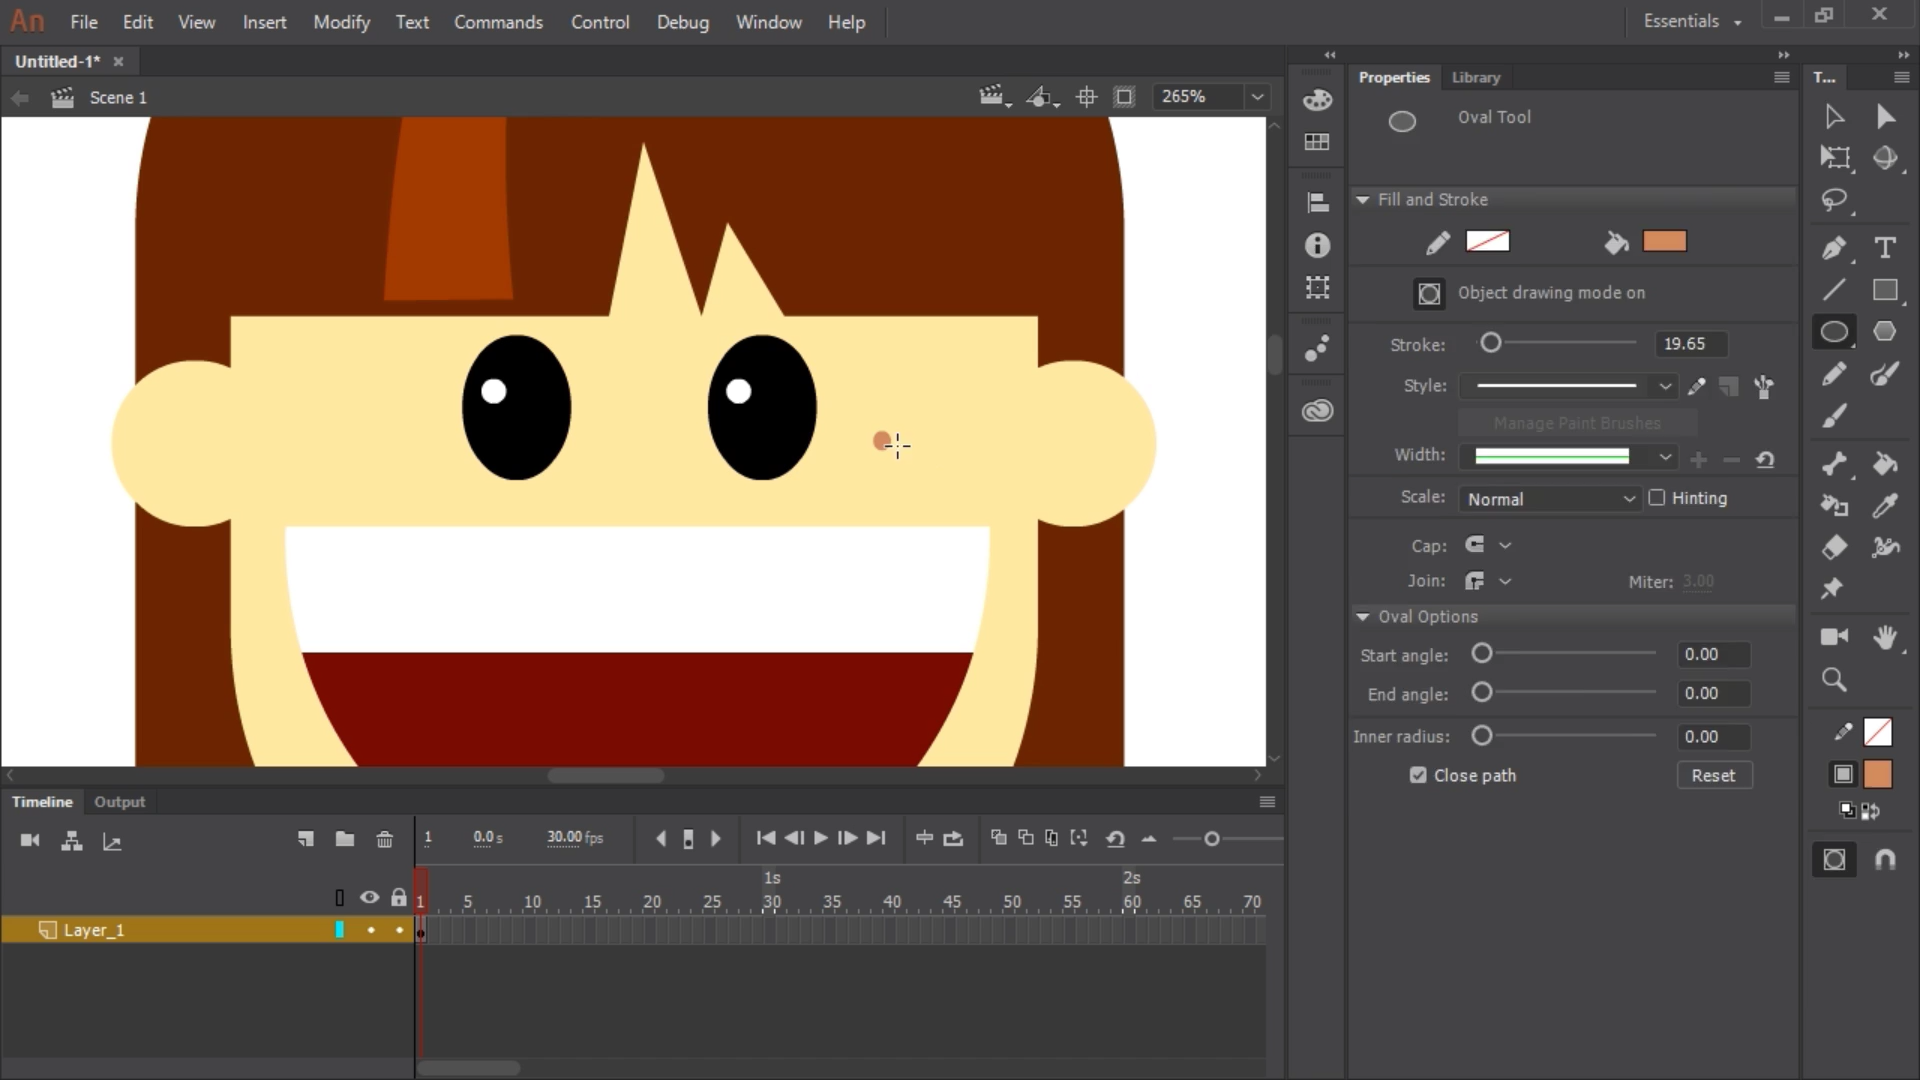 An File Edit View Insert Modify Text Commands Control Debug Window Help Essentials
Untitled-1*
Scene 1 265%
Properties Library T...
Oval Tool
Fill and Stroke
Object drawing mode on
Stroke: 19.65
Style:
Manage Paint Brushes
Width:
Scale: Normal Hinting
Cap:
Join: Miter: 3.00
Oval Options
Start angle: 0.00
End angle: 0.00
Inner radius: 0.00
Close path Reset
Timeline Output
1 0.0 s 30.00 fps
1s 2s
1 5 10 15 20 25 30 35 40 45 50 55 60 65 70
Layer_1